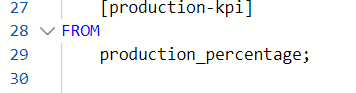 27 [production-kpi]
28 FROM
29 production_percentage;
30